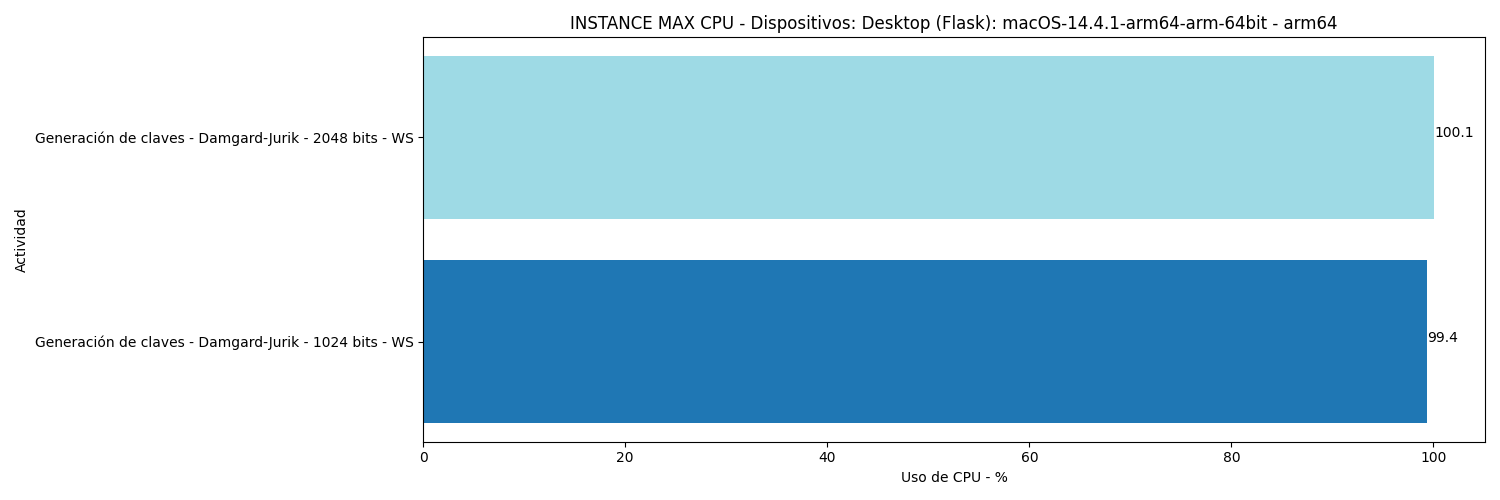 INSTANCE MAX CPU - Dispositivos: Desktop (Flask): macOS-14.4.1-arm64-arm-64bit - arm64
Generación de claves - Damgard-Jurik - 2048 bits - WS
100.1
Actividad
Generación de claves - Damgard-Jurik - 1024 bits - WS
99.4
0 20 40 60 80 100
Uso de CPU - %